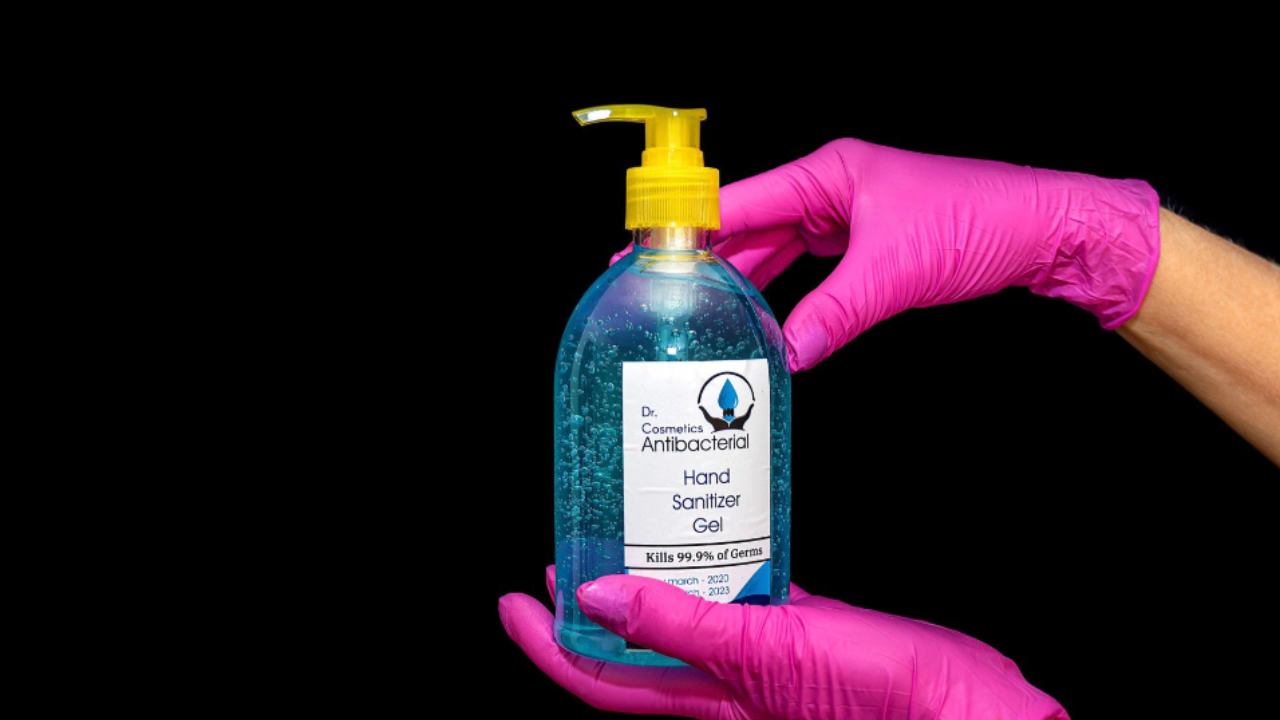 Dr.
Cosmetics
Antibacterial
Hand
Sanitizer
Gel
Kills 99.9% of Germs
march - 2020
- 2023